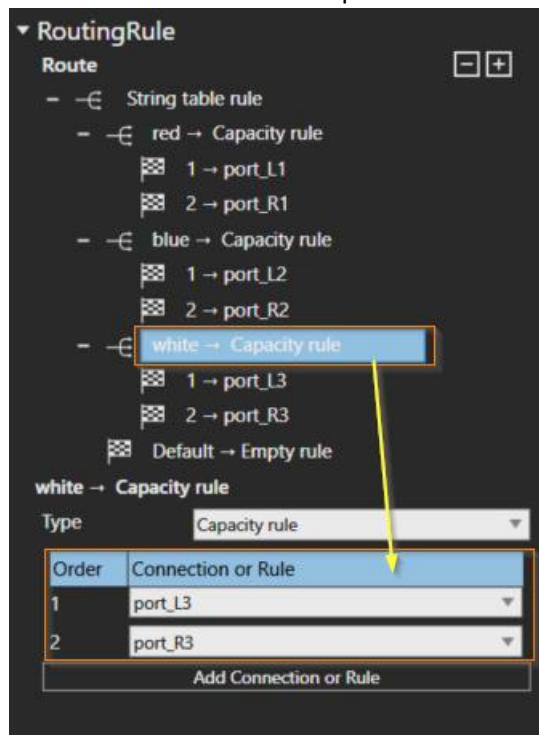 RoutingRule
Route
String table rule
red → Capacity rule
1 → port_L1
2 → port_R1
blue → Capacity rule
1 → port_L2
2 → port_R2
white → Capacity rule
1 → port_L3
2 → port_R3
Default → Empty rule
white → Capacity rule
Type Capacity rule
Order Connection or Rule
1 port_L3
2 port_R3
Add Connection or Rule